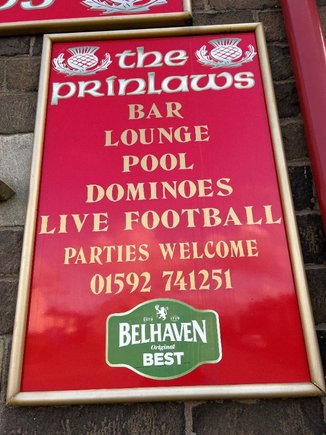 the
prinlaws
BAR
LOUNGE
POOL
DOMINOES
LIVE FOOTBALL
PARTIES WELCOME
01592 741251
BELHAVEN
Original
BEST